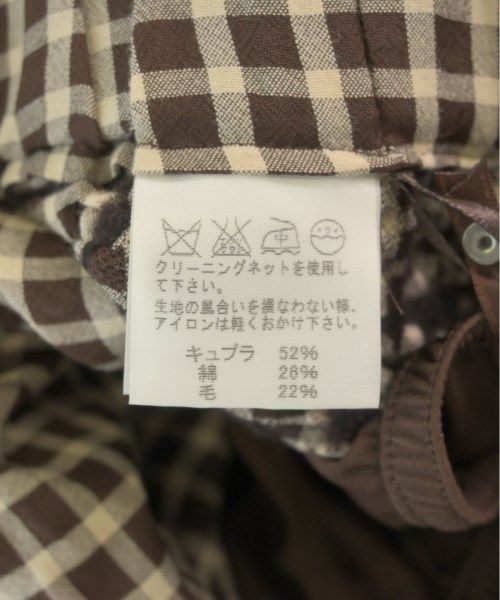 クリーニングネットを使用し
て下さい。
生地の風合いを損なわない様、
アイロンは軽くおかけ下さい。
キュプラ 52%
綿 26%
毛 22%